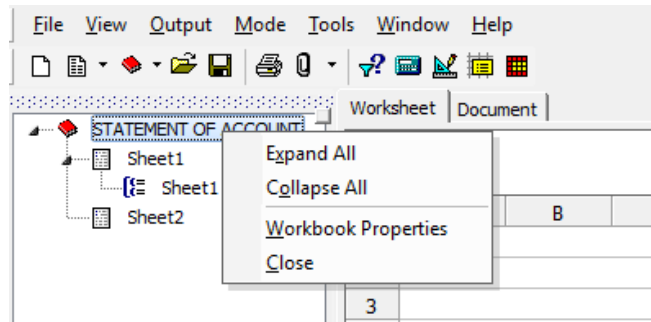 File View Output Mode Tools Window Help
Worksheet Document
STATEMENT OF ACCOUNT
Sheet1
Sheet1
Sheet2
Expand All
Collapse All
Workbook Properties
Close
B
3